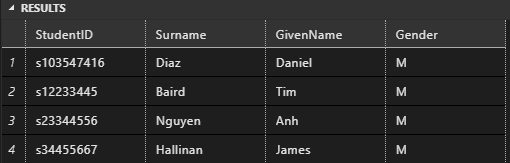 RESULTS
StudentID Surname GivenName Gender
1 s103547416 Diaz Daniel M
2 s12233445 Baird Tim M
3 s23344556 Nguyen Anh M
4 s34455667 Hallinan James M